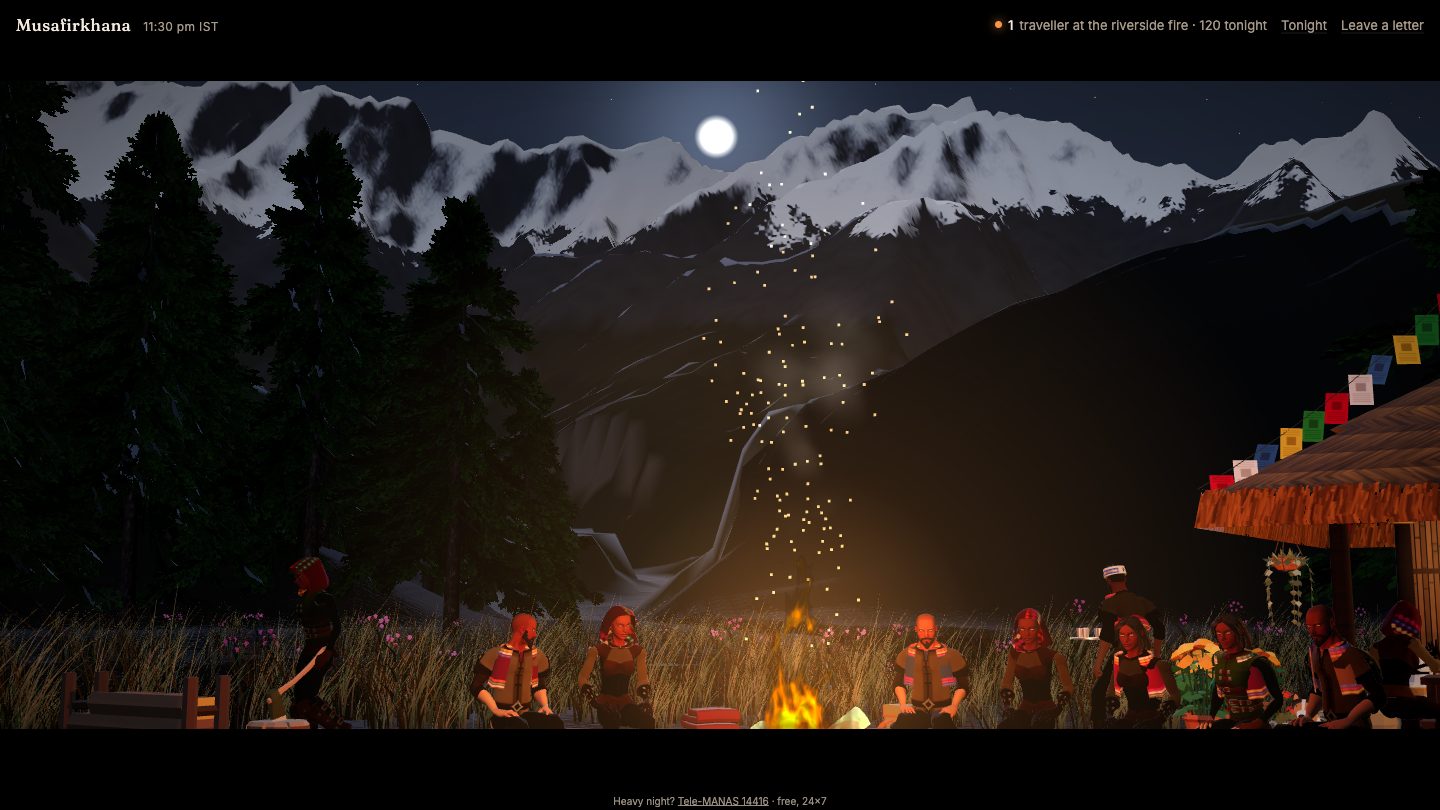 Musafirkhana 11:30 pm IST
1 traveller at the riverside fire · 120 tonight Tonight Leave a letter
Heavy night? Tele-MANAS 14416 · free, 24×7